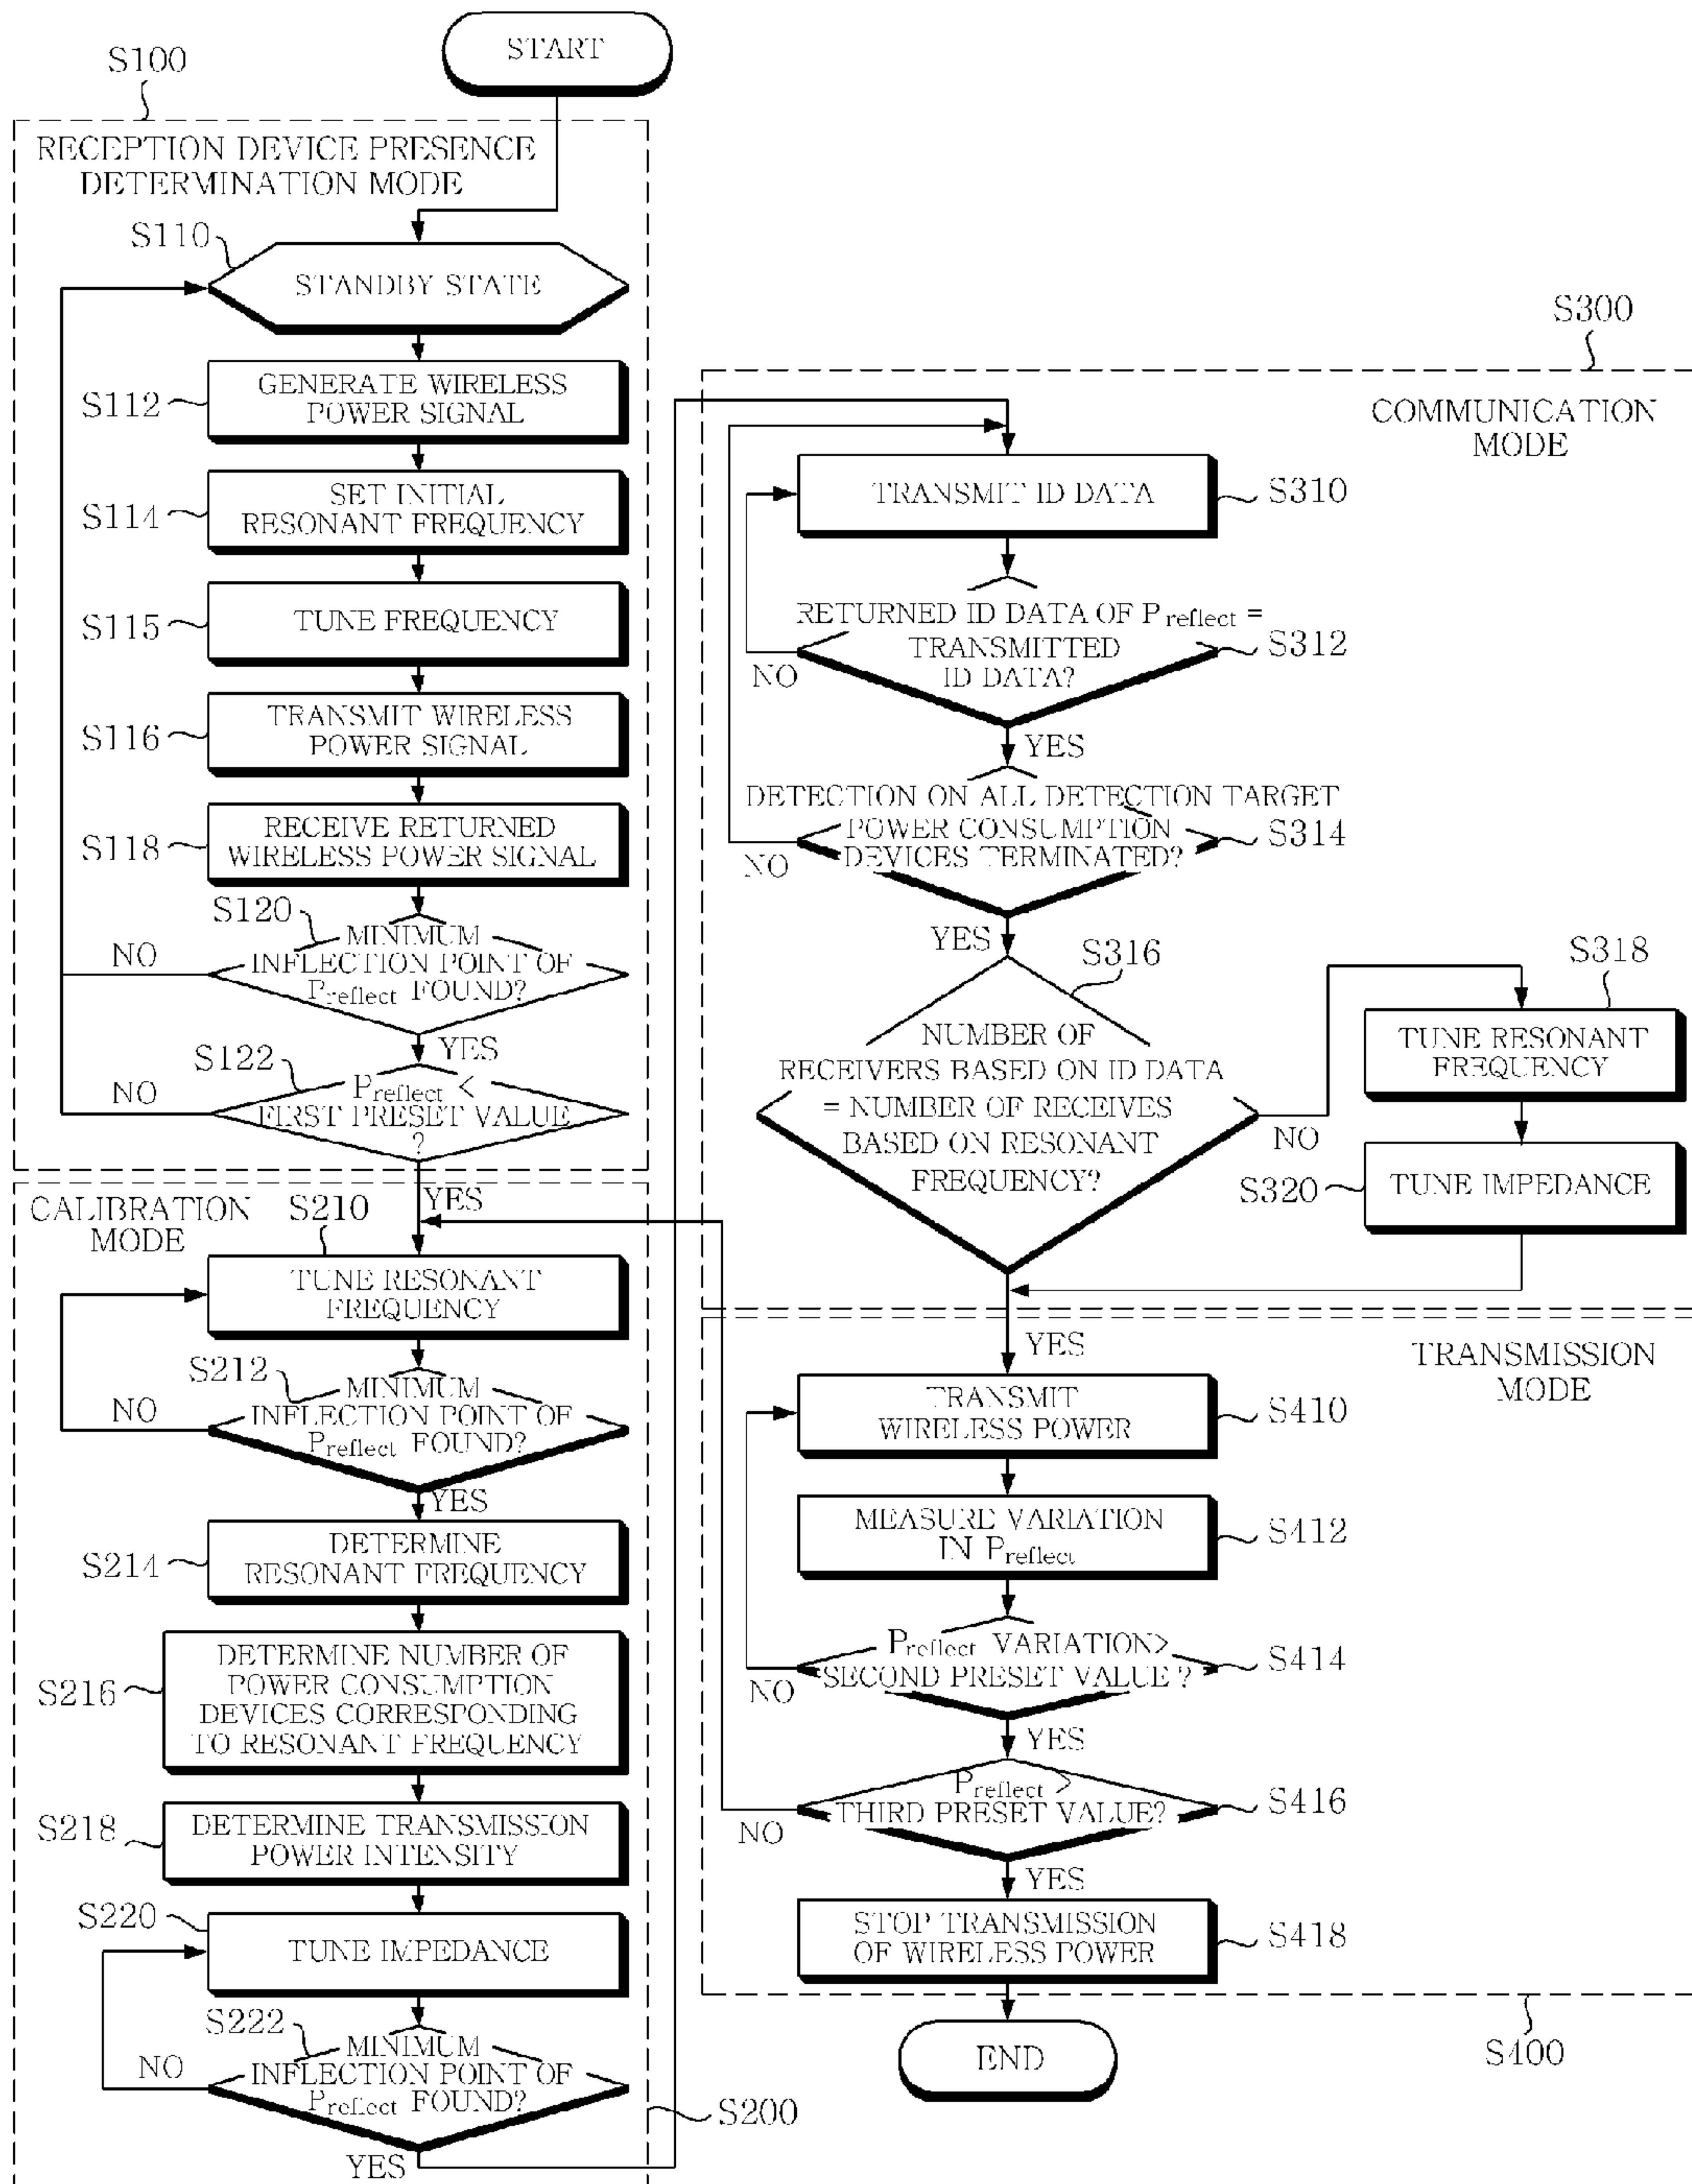 START
S100
RECEPTION DEVICE PRESENCE
DETERMINATION MODE
S110
STANDBY STATE
S112
GENERATE WIRELESS
POWER SIGNAL
S114
SET INITIAL
RESONANT FREQUENCY
S115
TUNE FREQUENCY
S116
TRANSMIT WIRELESS
POWER SIGNAL
S118
RECEIVE RETURNED
WIRELESS POWER SIGNAL
S120
MINIMUM
INFLECTION POINT OF
Preflect FOUND?
NO
YES
S122
Preflect <
FIRST PRESET VALUE
?
NO
YES
CALIBRATION
MODE
S210
TUNE RESONANT
FREQUENCY
S212
MINIMUM
INFLECTION POINT OF
Preflect FOUND?
NO
YES
S214
DETERMINE
RESONANT FREQUENCY
S216
DETERMINE NUMBER OF
POWER CONSUMPTION
DEVICES CORRESPONDING
TO RESONANT FREQUENCY
S218
DETERMINE TRANSMISSION
POWER INTENSITY
S220
TUNE IMPEDANCE
S222
MINIMUM
INFLECTION POINT OF
Preflect FOUND?
NO
YES
S200
S300
COMMUNICATION
MODE
TRANSMIT ID DATA
S310
RETURNED ID DATA OF Preflect =
TRANSMITTED
ID DATA?
S312
NO
YES
DETECTION ON ALL DETECTION TARGET
POWER CONSUMPTION
DEVICES TERMINATED?
S314
NO
YES
S316
NUMBER OF
RECEIVERS BASED ON ID DATA
= NUMBER OF RECEIVES
BASED ON RESONANT
FREQUENCY?
NO
S318
TUNE RESONANT
FREQUENCY
S320
TUNE IMPEDANCE
YES
TRANSMISSION
MODE
TRANSMIT
WIRELESS POWER
S410
MEASURE VARIATION
IN Preflect
S412
Preflect VARIATION>
SECOND PRESET VALUE ?
S414
NO
YES
Preflect >
THIRD PRESET VALUE?
S416
NO
YES
STOP TRANSMISSION
OF WIRELESS POWER
S418
END
S400